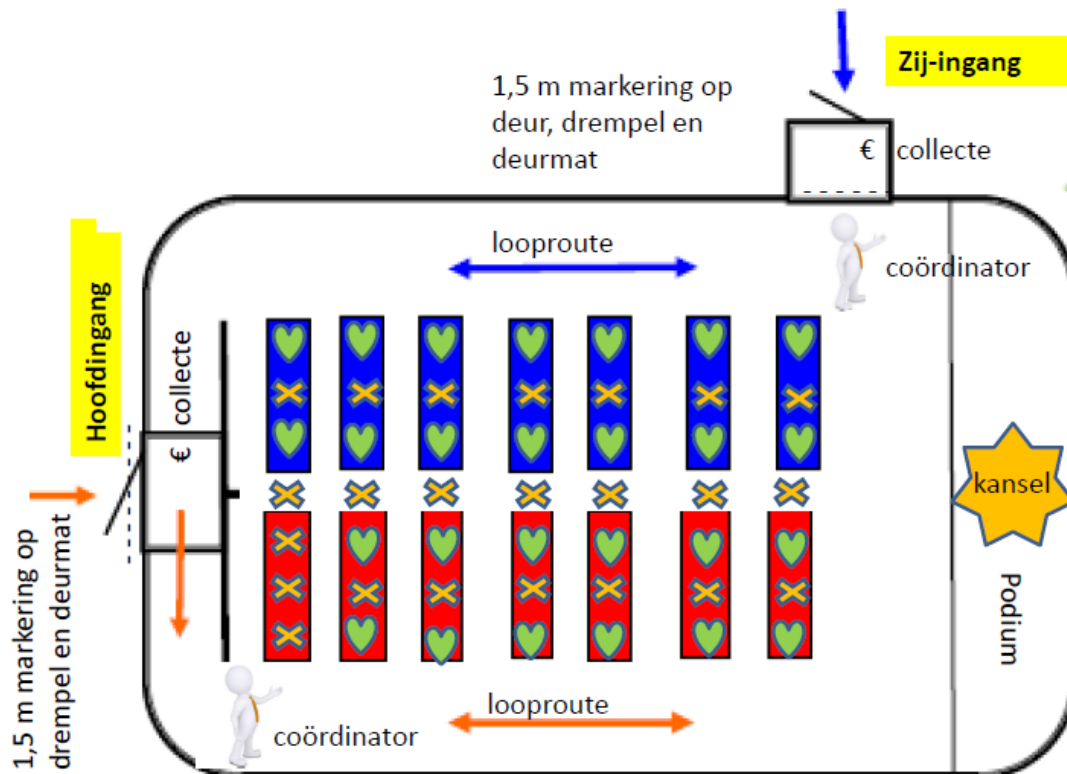 Zij-ingang
1,5 m markering op
deur, drempel en
deurmat
€ collecte
looproute
coördinator
Hoofdingang
€ collecte
kansel
Podium
1,5 m markering op
drempel en deurmat
looproute
coördinator